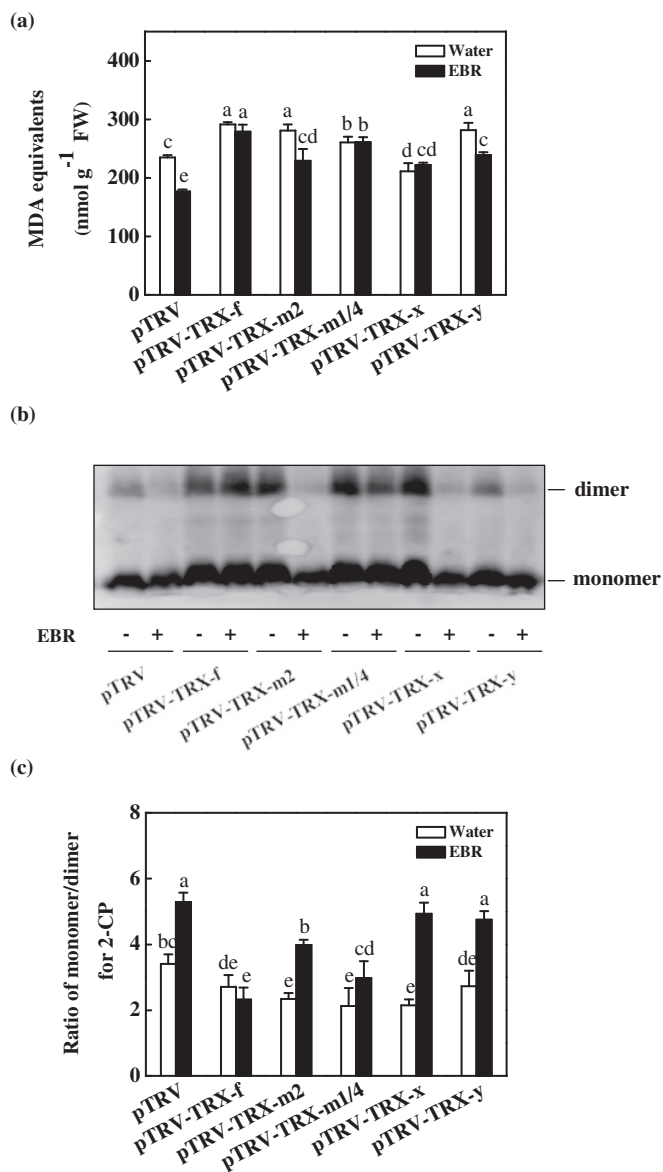 (a)
MDA equivalents
(nmol g-1 FW)
400
300
200
100
0
Water
EBR
c e a a a cd b b d cd a c
pTRV
pTRV-TRX-f
pTRV-TRX-m2
pTRV-TRX-m1/4
pTRV-TRX-x
pTRV-TRX-y
(b)
dimer
monomer
EBR - + - + - + - + - + - +
pTRV
pTRV-TRX-f
pTRV-TRX-m2
pTRV-TRX-m1/4
pTRV-TRX-x
pTRV-TRX-y
(c)
Ratio of monomer/dimer
for 2-CP
8
6
4
2
0
Water
EBR
bc a de e e b e cd e a de a
pTRV
pTRV-TRX-f
pTRV-TRX-m2
pTRV-TRX-m1/4
pTRV-TRX-x
pTRV-TRX-y